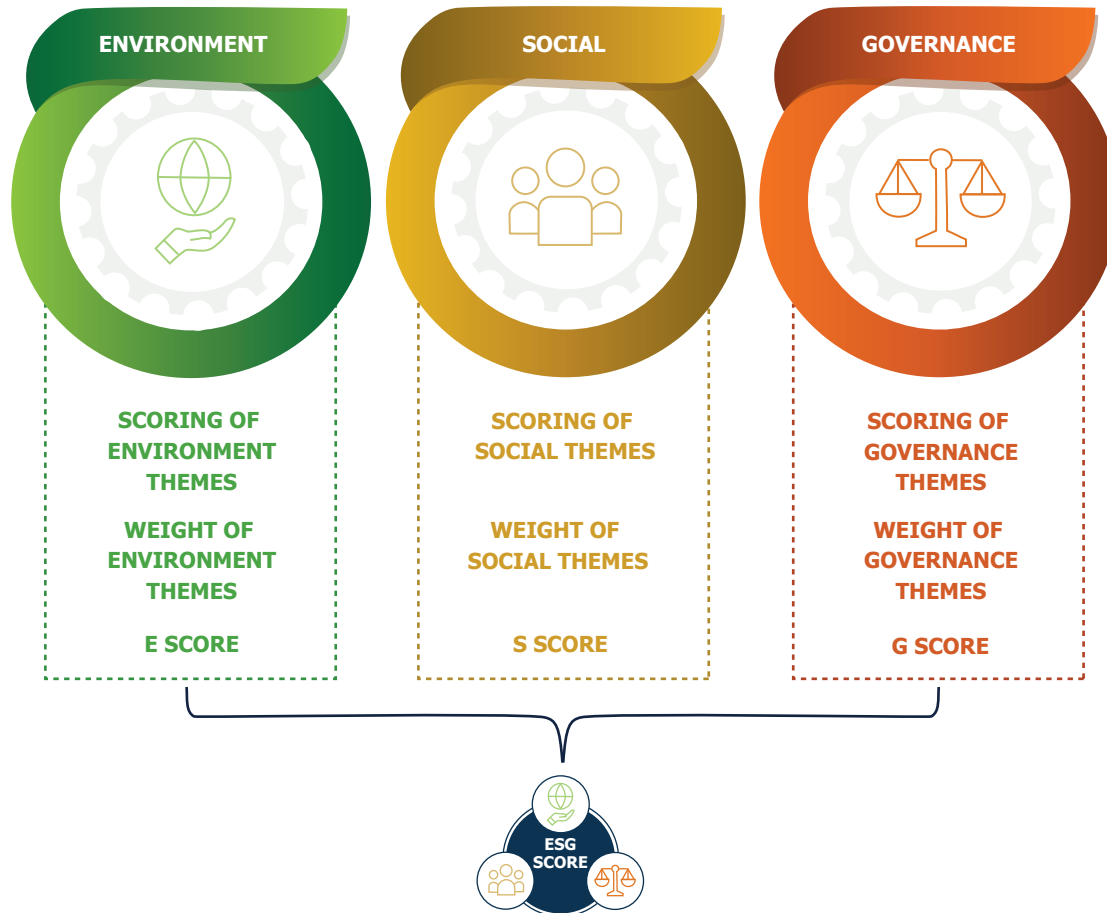 ENVIRONMENT
SCORING OF
ENVIRONMENT
THEMES
WEIGHT OF
ENVIRONMENT
THEMES
E SCORE
SOCIAL
SCORING OF
SOCIAL THEMES
WEIGHT OF
SOCIAL THEMES
S SCORE
GOVERNANCE
SCORING OF
GOVERNANCE
THEMES
WEIGHT OF
GOVERNANCE
THEMES
G SCORE
ESG
SCORE